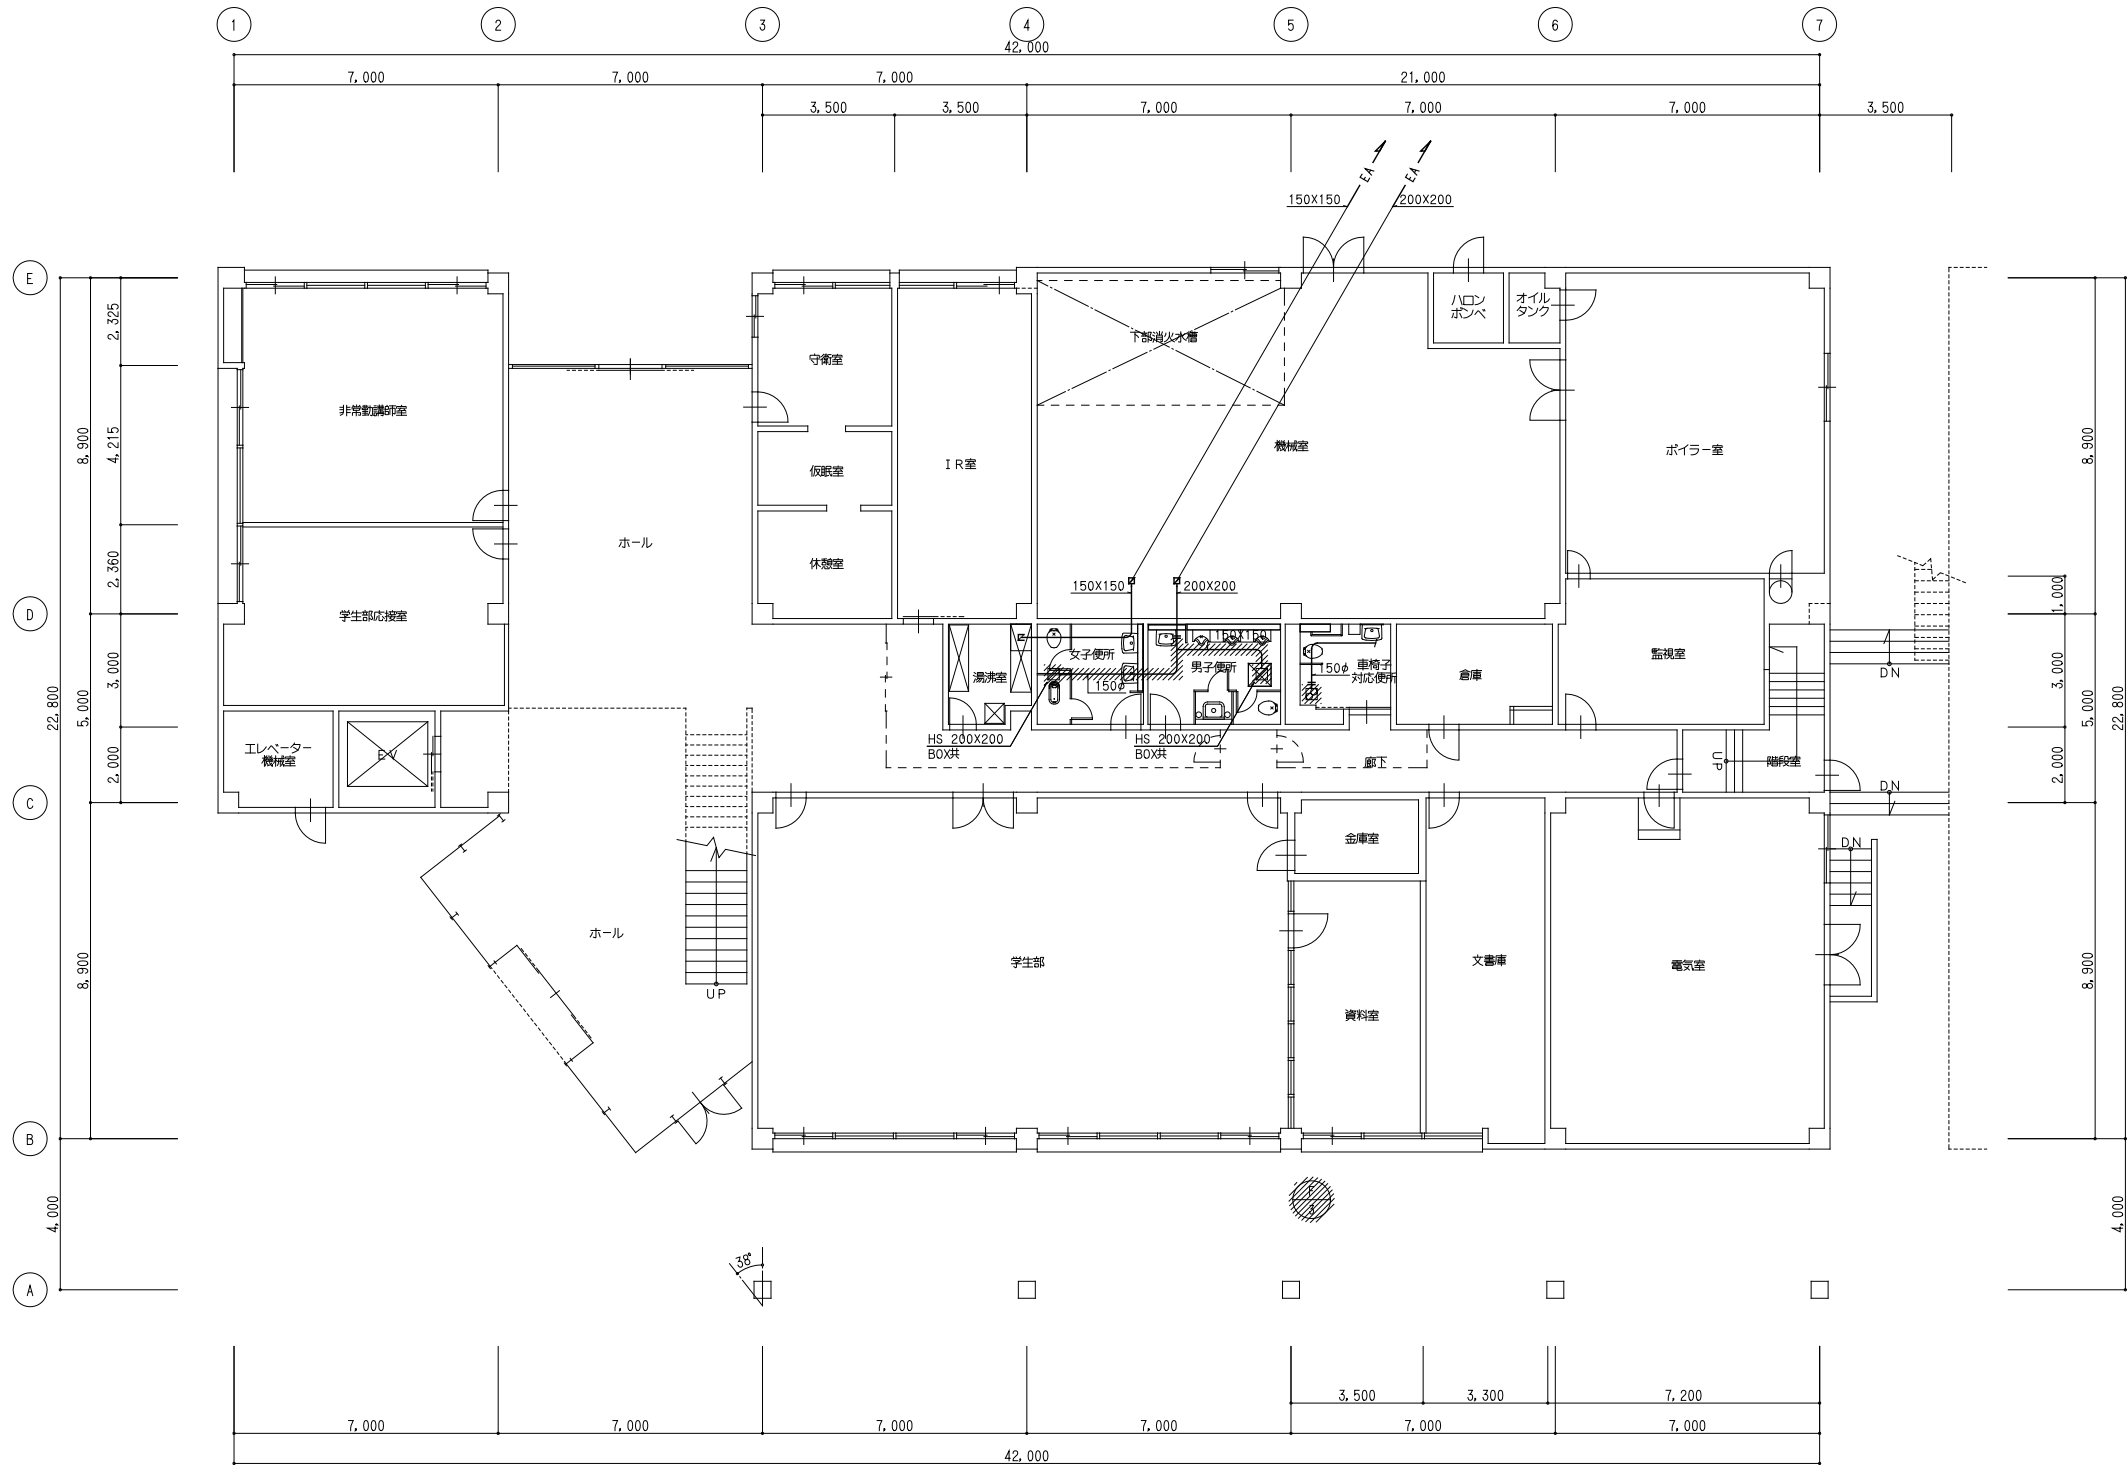 1 2 3 4 5 6 7
42,000
7,000 7,000 7,000 21,000
3,500 3,500 7,000 7,000 7,000 3,500
EA EA
150X150 200X200
E
D
C
B
A
2,325
4,215
2,360
3,000
2,000
8,900
5,000
8,900
22,800
4,000
非常勤講師室
学生部応接室
エレベーター
機械室
EV
ホール
守衛室
仮眠室
休憩室
IR室
下部消火水槽
機械室
ハロン
ボンベ
オイル
タンク
ボイラー室
150X150 200X200
湯沸室
女子便所
150φ
150X150
男子便所
150φ
車椅子
対応便所
倉庫
監視室
HS 200X200
BOX共
HS 200X200
BOX共
廊下
UP
階段室
DN
DN
DN
ホール
UP
学生部
金庫室
資料室
文書庫
電気室
F
3
38°
8,900
1,000
3,000
2,000
5,000
8,900
22,800
4,000
3,500 3,300 7,200
7,000 7,000 7,000 7,000 7,000 7,000
42,000